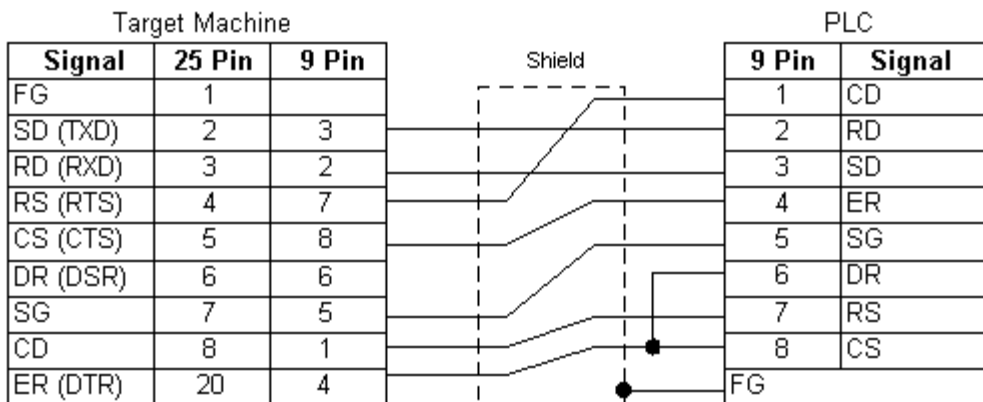 Target Machine PLC
Signal 25 Pin 9 Pin Shield 9 Pin Signal
FG 1 1 CD
SD (TXD) 2 3 2 RD
RD (RXD) 3 2 3 SD
RS (RTS) 4 7 4 ER
CS (CTS) 5 8 5 SG
DR (DSR) 6 6 6 DR
SG 7 5 7 RS
CD 8 1 8 CS
ER (DTR) 20 4 FG